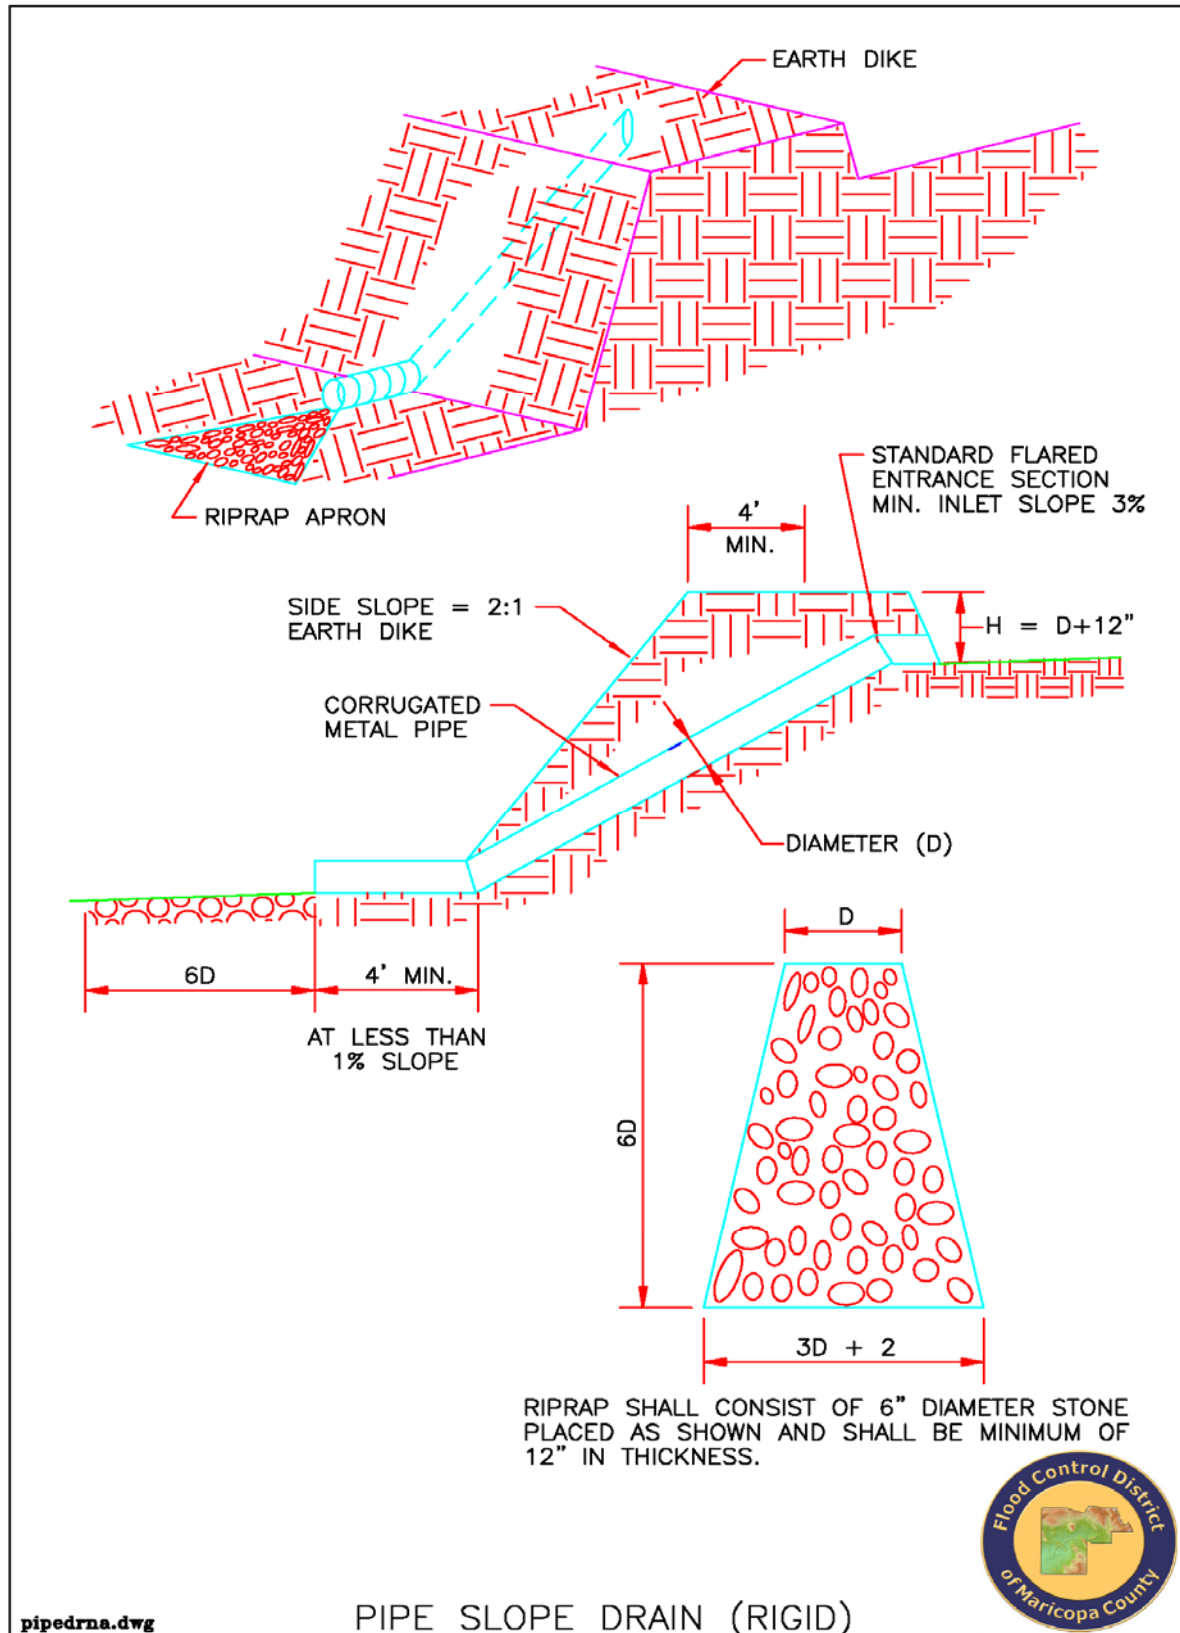 EARTH DIKE
RIPRAP APRON
STANDARD FLARED
ENTRANCE SECTION
MIN. INLET SLOPE 3%
4'
MIN.
SIDE SLOPE = 2:1
EARTH DIKE
H = D+12"
CORRUGATED
METAL PIPE
DIAMETER (D)
6D
4' MIN.
AT LESS THAN
1% SLOPE
D
6D
3D + 2
RIPRAP SHALL CONSIST OF 6" DIAMETER STONE
PLACED AS SHOWN AND SHALL BE MINIMUM OF
12" IN THICKNESS.
Flood Control District
of Maricopa County
pipedrna.dwg
PIPE SLOPE DRAIN (RIGID)